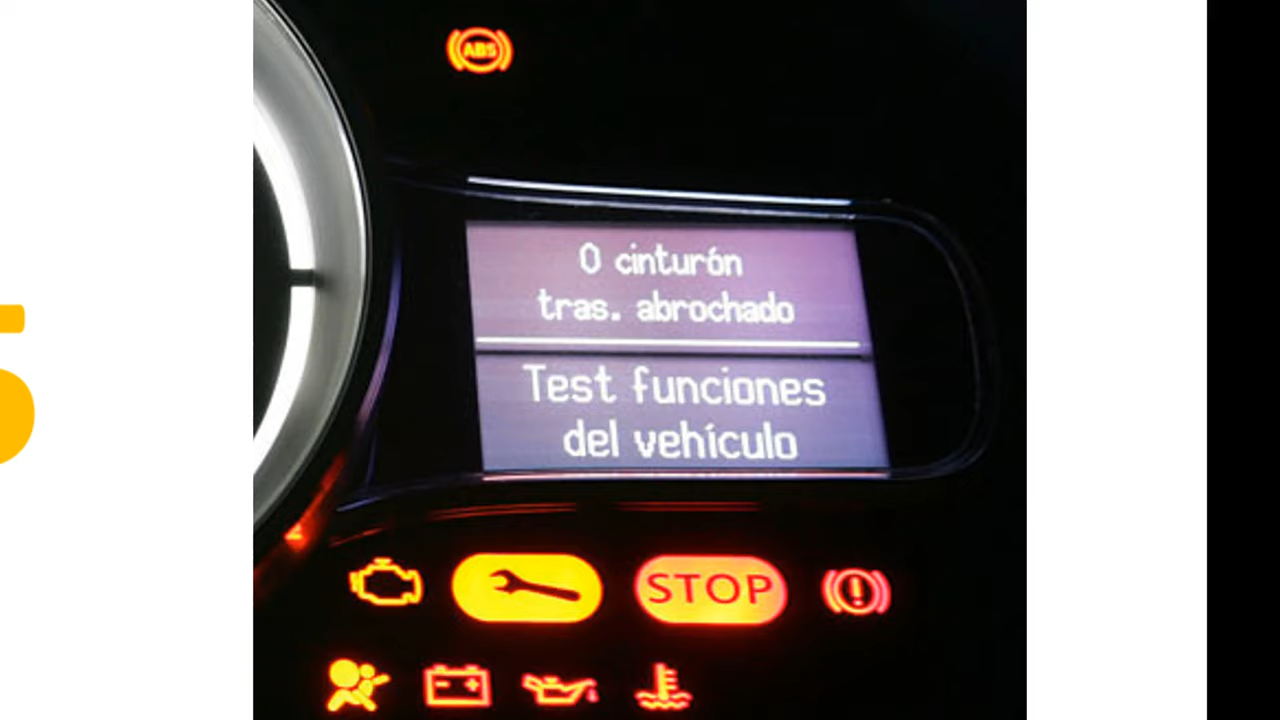 ABS
0 cinturón
tras. abrochado
Test funciones
del vehículo
STOP